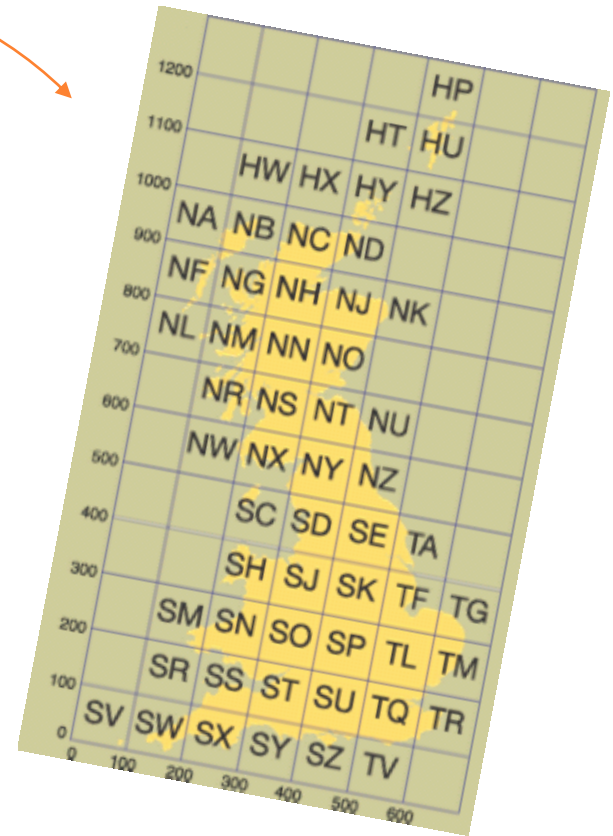 1200 HP
1100 HT HU
1000 HW HX HY HZ
900 NA NB NC ND
800 NF NG NH NJ NK
700 NL NM NN NO
600 NR NS NT NU
500 NW NX NY NZ
400 SC SD SE TA
300 SH SJ SK TF TG
200 SM SN SO SP TL TM
100 SR SS ST SU TQ TR
0 SV SW SX SY SZ TV
0 100 200 300 400 500 600